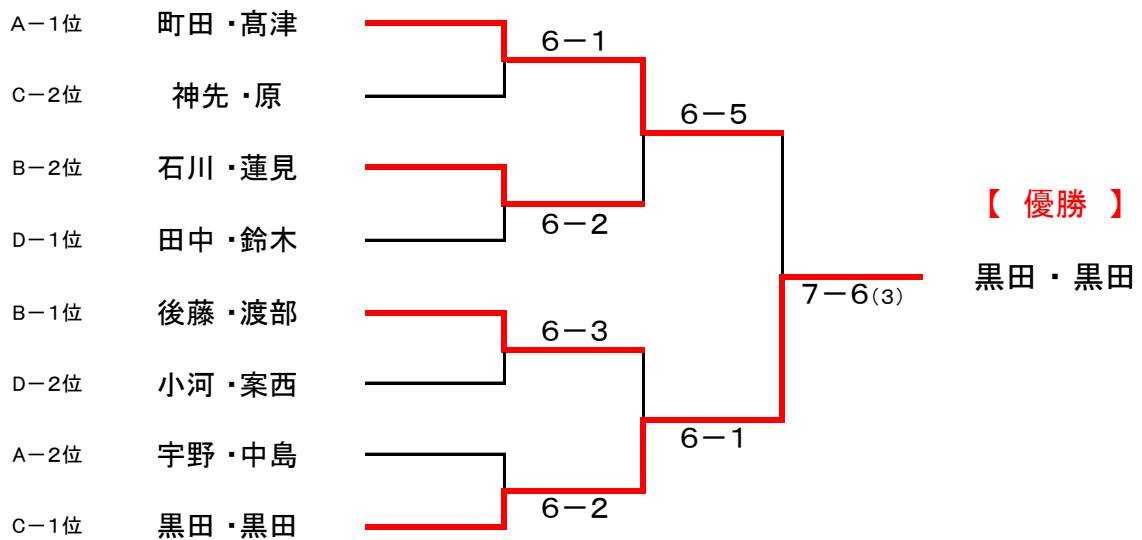 A－1位 町田・髙津
6－1
C－2位 神先・原
6－5
B－2位 石川・蓮見
【 優勝 】
6－2
D－1位 田中・鈴木
黒田・黒田
7－6(3)
B－1位 後藤・渡部
6－3
D－2位 小河・案西
6－1
A－2位 宇野・中島
6－2
C－1位 黒田・黒田